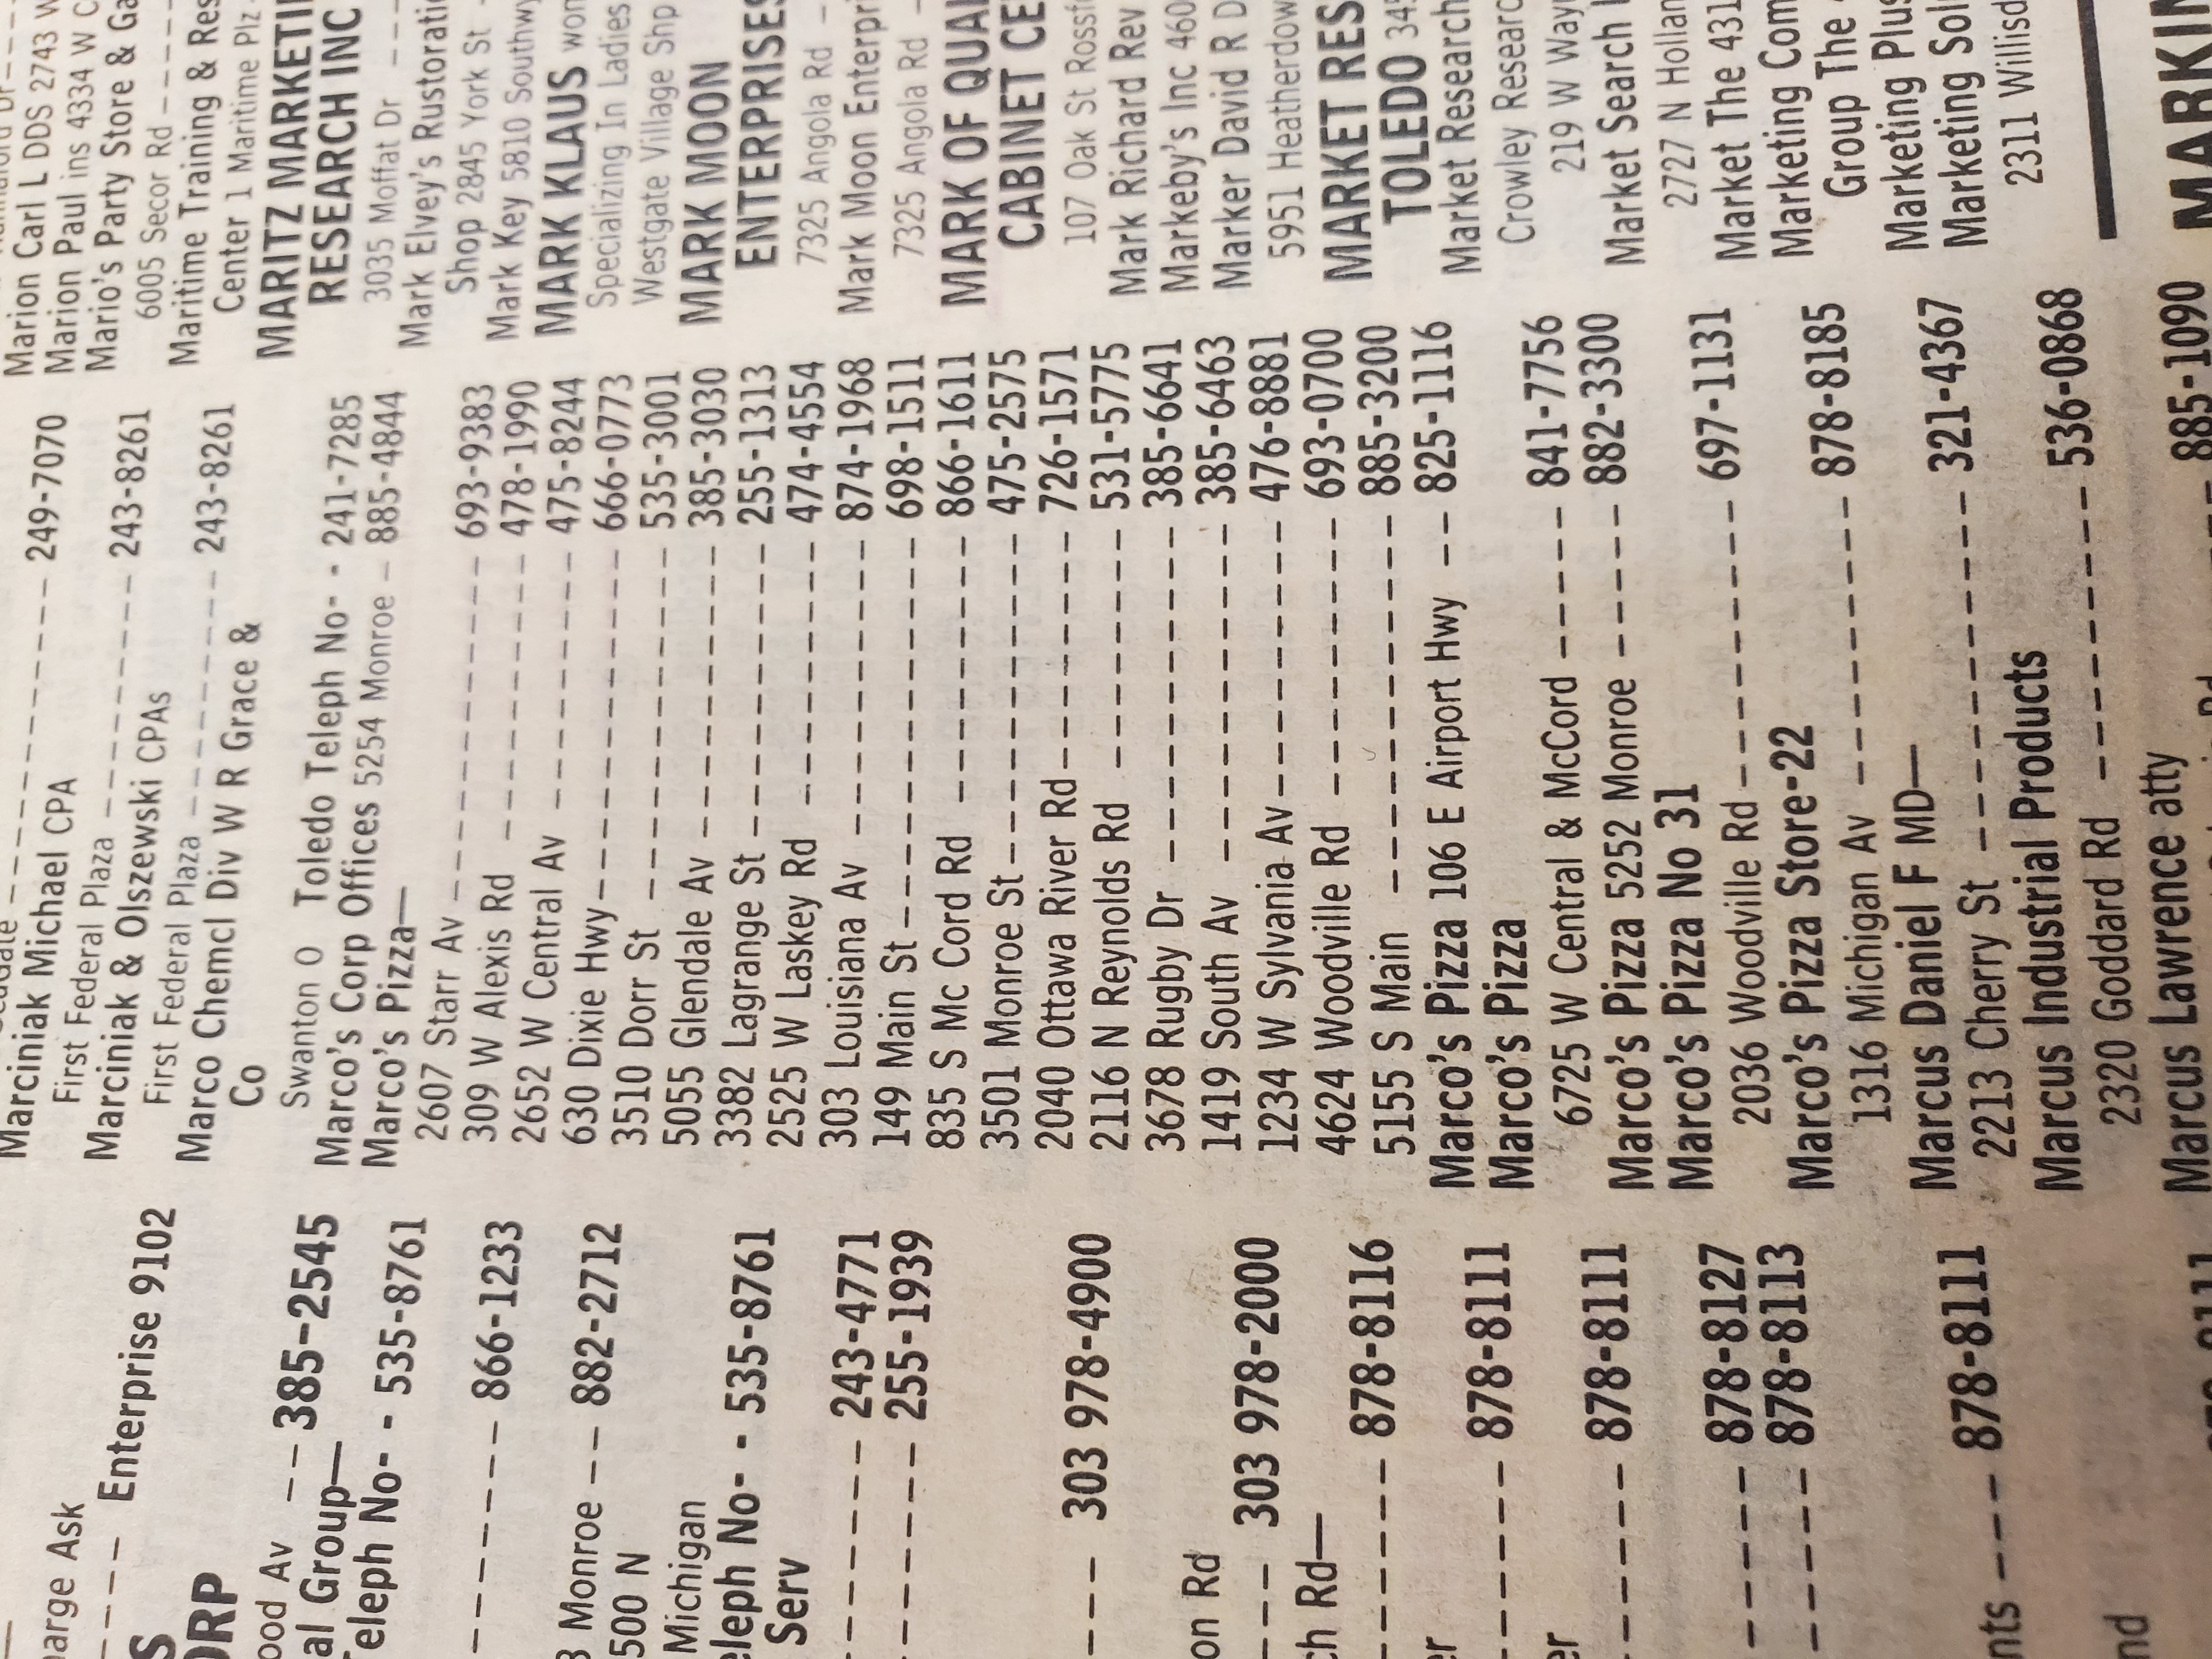 harge Ask
Enterprise 9102
S
ORP
ood Av -- 385-2545
al Group—
Teleph No- - 535-8761
-------- 866-1233
3 Monroe --- 882-2712
500 N
Michigan
eleph No- - 535-8761
Serv
-------- 243-4771
-------- 255-1939
---- 303 978-4900
on Rd
--- 303 978-2000
ch Rd—
------- 878-8116
er
------- 878-8111
er
------- 878-8111
------- 878-8127
------- 878-8113
nts ---- 878-8111
nd
---------- 249-7070
Marciniak Michael CPA
First Federal Plaza ---------- 243-8261
Marciniak & Olszewski CPAs
First Federal Plaza ---------- 243-8261
Marco Chemcl Div W R Grace &
Co
Swanton O Toledo Teleph No- - 241-7285
Marco's Corp Offices 5254 Monroe - 885-4844
Marco's Pizza—
2607 Starr Av ------------- 693-9383
309 W Alexis Rd ----------- 478-1990
2652 W Central Av ---------- 475-8244
630 Dixie Hwy------------- 666-0773
3510 Dorr St ------------- 535-3001
5055 Glendale Av ---------- 385-3030
3382 Lagrange St ---------- 255-1313
2525 W Laskey Rd ---------- 474-4554
303 Louisiana Av ---------- 874-1968
149 Main St -------------- 698-1511
835 S Mc Cord Rd ---------- 866-1611
3501 Monroe St------------ 475-2575
2040 Ottawa River Rd--------- 726-1571
2116 N Reynolds Rd --------- 531-5775
3678 Rugby Dr ------------ 385-6641
1419 South Av ------------ 385-6463
1234 W Sylvania Av---------- 476-8881
4624 Woodville Rd ---------- 693-0700
5155 S Main ------------- 885-3200
Marco's Pizza 106 E Airport Hwy -- 825-1116
Marco's Pizza
6725 W Central & McCord ----- 841-7756
Marco's Pizza 5252 Monroe ----- 882-3300
Marco's Pizza No 31
2036 Woodville Rd ---------- 697-1131
Marco's Pizza Store-22
1316 Michigan Av ---------- 878-8185
Marcus Daniel F MD—
2213 Cherry St ------------ 321-4367
Marcus Industrial Products
2320 Goddard Rd ---------- 536-0868
Marcus Lawrence atty
885-1090
Marion Carl L DDS 2743 W
Marion Paul ins 4334 W C
Mario's Party Store & Ga
6005 Secor Rd ----
Maritime Training & Res
Center 1 Maritime Plz
MARITZ MARKETI
RESEARCH INC
3035 Moffat Dr ---
Mark Elvey's Rustorati
Shop 2845 York St -
Mark Key 5810 Southwy
MARK KLAUS wom
Specializing In Ladies
Westgate Village Shp
MARK MOON
ENTERPRISES
7325 Angola Rd -
Mark Moon Enterpri
7325 Angola Rd -
MARK OF QUAL
CABINET CE
107 Oak St Rossf
Mark Richard Rev
Markeby's Inc 460
Marker David R D
5951 Heatherdow
MARKET RES
TOLEDO 345
Market Research
Crowley Researc
219 W Way
Market Search
2727 N Hollan
Market The 431
Marketing Com
Group The
Marketing Plus
Marketing Sol
2311 Willisd
MARKIN